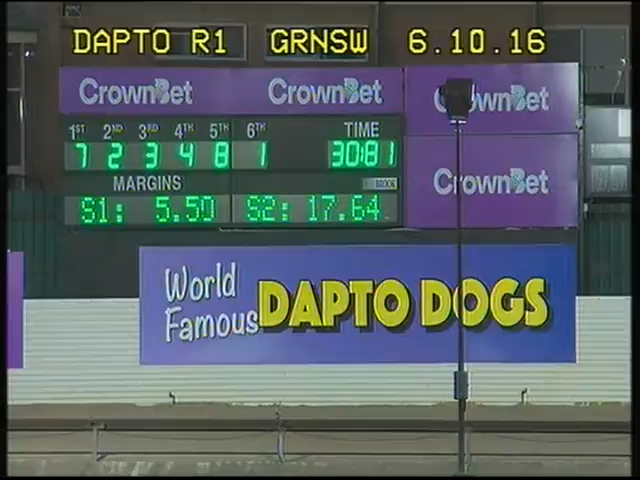 DAPTO R1 GRNSW 6.10.16
CrownBet CrownBet CrownBet
1ST 2ND 3RD 4TH 5TH 6TH TIME
7 2 3 4 8 1 30:81
MARGINS
CrownBet
S1: 5.50 S2: 17.64
World
Famous
DAPTO DOGS